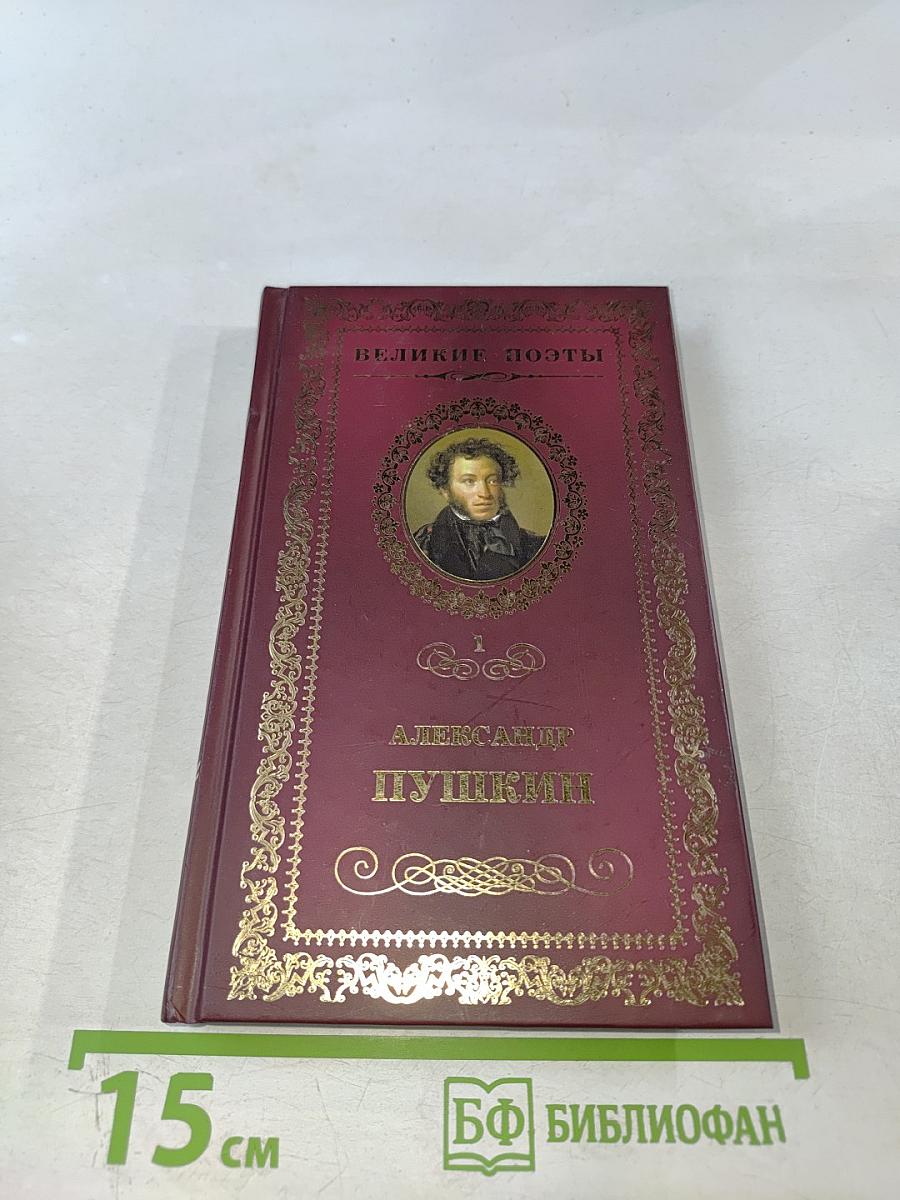 ВЕЛИКИЕ ПОЭТЫ
1
АЛЕКСАНДР
ПУШКИН
15 см
БФ БИБЛИОФАН